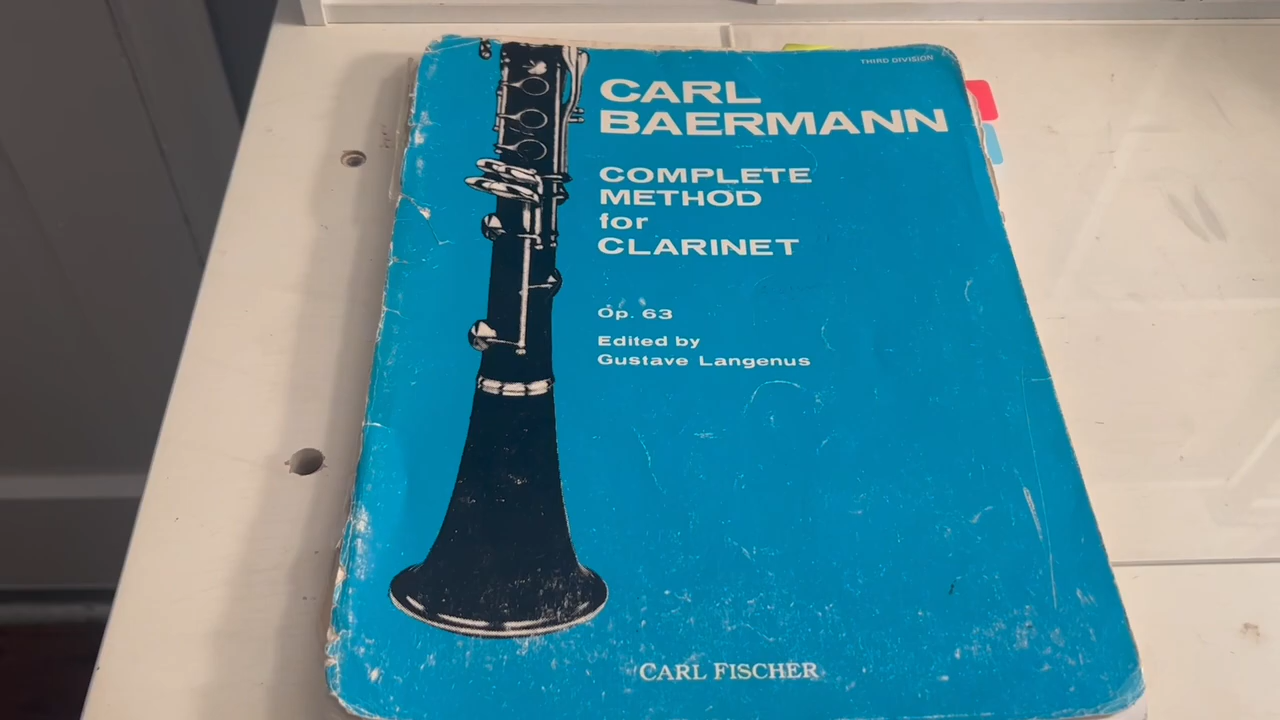 THIRD DIVISION
CARL
BAERMANN
COMPLETE
METHOD
for
CLARINET
Op. 63
Edited by
Gustave Langenus
CARL FISCHER